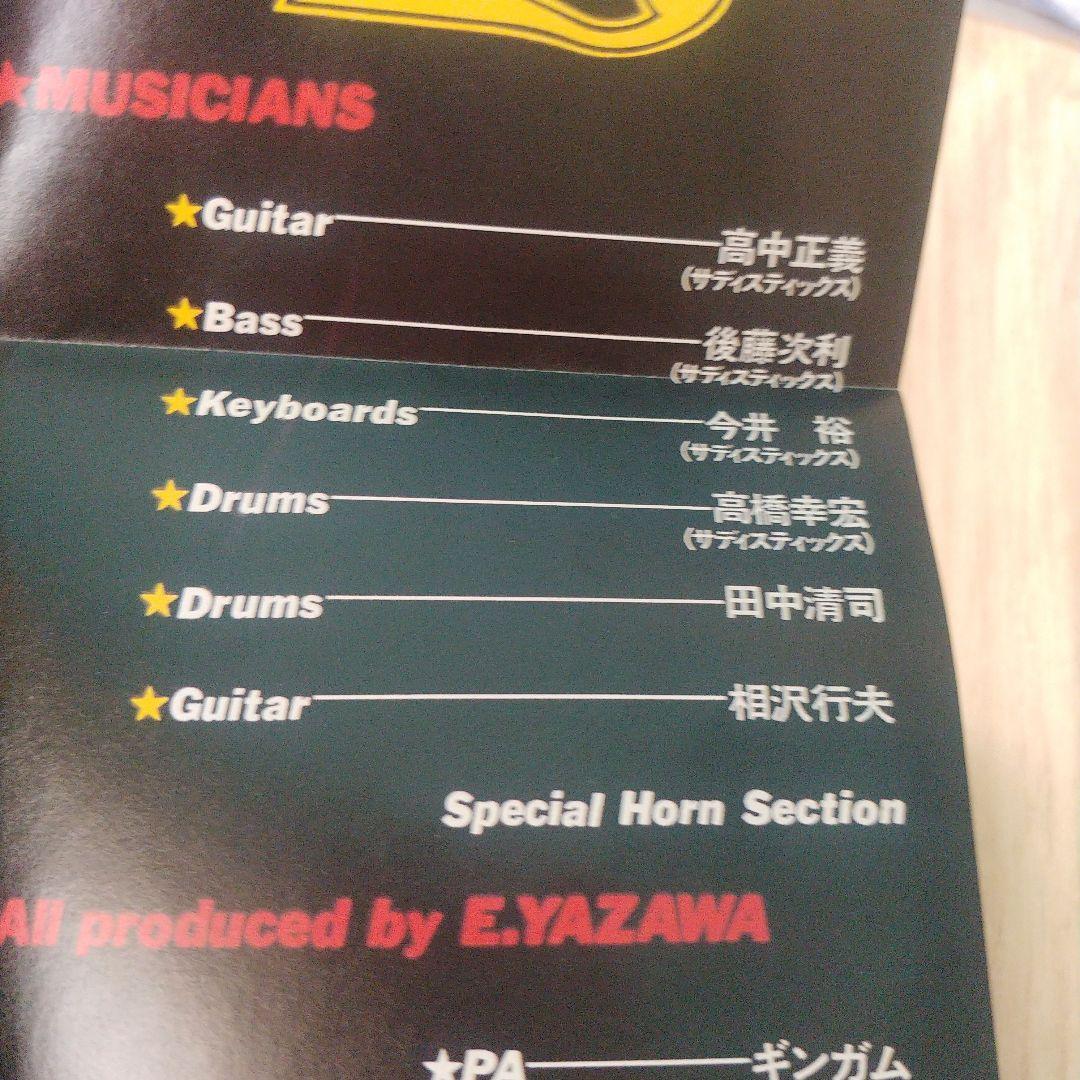 ★MUSICIANS
★Guitar 高中正義
(サディスティックス)
★Bass 後藤次利
(サディスティックス)
★Keyboards 今井 裕
(サディスティックス)
★Drums 高橋幸宏
(サディスティックス)
★Drums 田中清司
★Guitar 相沢行夫
Special Horn Section
All produced by E.YAZAWA
★PA ギンガム